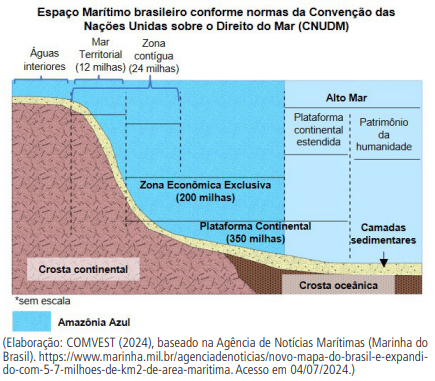 Espaço Marítimo brasileiro conforme normas da Convenção das
Nações Unidas sobre o Direito do Mar (CNUDM)
Águas
interiores
Mar
Territorial
(12 milhas)
Zona
contígua
(24 milhas)
Alto Mar
Plataforma
continental
estendida
Patrimônio
da
humanidade
Zona Econômica Exclusiva
(200 milhas)
Plataforma Continental
(350 milhas)
Camadas
sedimentares
Crosta continental
Crosta oceânica
*sem escala
Amazônia Azul
(Elaboração: COMVEST (2024), baseado na Agência de Notícias Marítimas (Marinha do
Brasil). https://www.marinha.mil.br/agenciadenoticias/novo-mapa-do-brasil-e-expandi-
do-com-5-7-milhoes-de-km2-de-area-maritima. Acesso em 04/07/2024.)